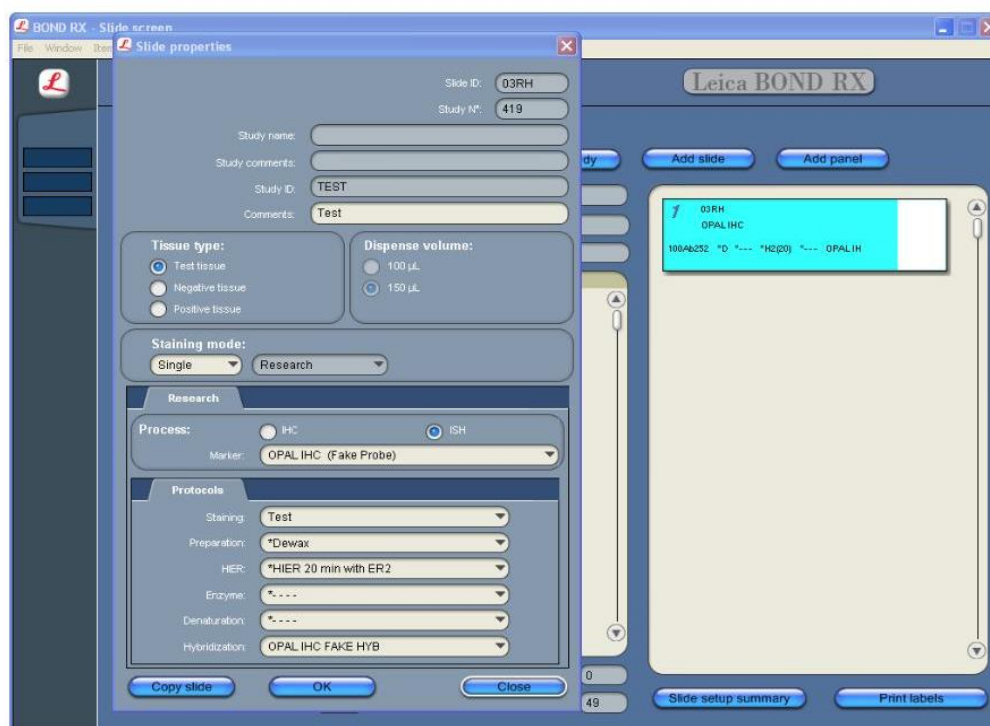 BOND RX - Slide screen
File Window Iten
Slide properties
Leica BOND RX
Slide ID: 03RH
Study N°: 419
Study name:
Study comments:
Study ID: TEST
Comments: Test
dy
Add slide
Add panel
1 03RH
OPAL IHC
100Ab252 *D *--- *H2(20) *--- OPAL IH
Tissue type:
Test tissue
Negative tissue
Positive tissue
Dispense volume:
100 µL
150 µL
Staining mode:
Single
Research
Research
Process:
IHC
ISH
Marker: OPAL IHC (Fake Probe)
Protocols
Staining: Test
Preparation: *Dewax
HIER: *HIER 20 min with ER2
Enzyme: *----
Denaturation: *----
Hybridization: OPAL IHC FAKE HYB
Copy slide
OK
Close
0
49
Slide setup summary
Print labels